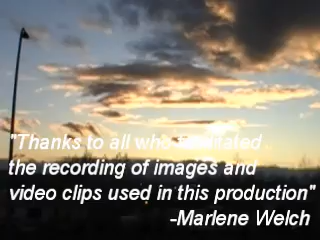 "Thanks to all who facilitated
the recording of images and
video clips used in this production"
-Marlene Welch